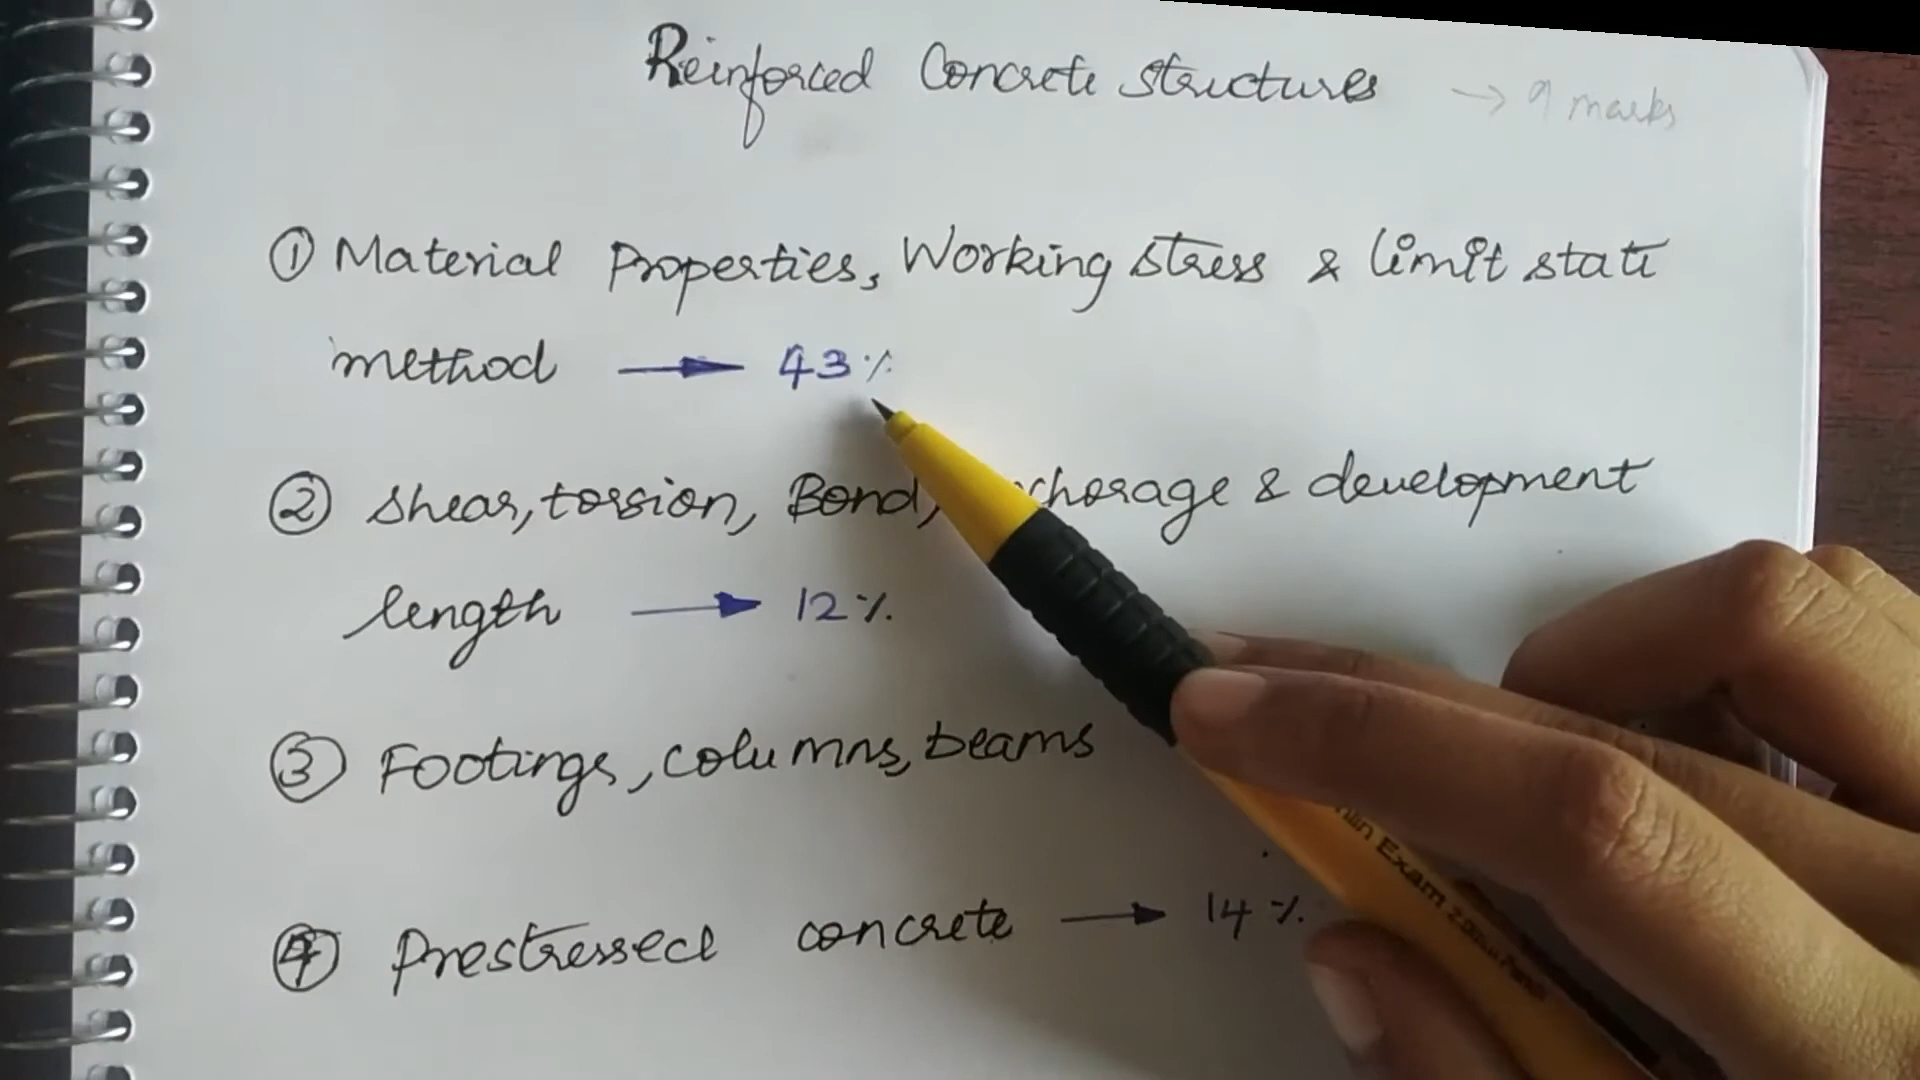 Reinforced Concrete Structures → 9 marks
① Material Properties, Working stress & limit state
method → 43%
② Shear, torsion, Bond, chorage & development
length → 12%
③ Footings, columns, beams
④ Prestressed concrete → 14%
Exam